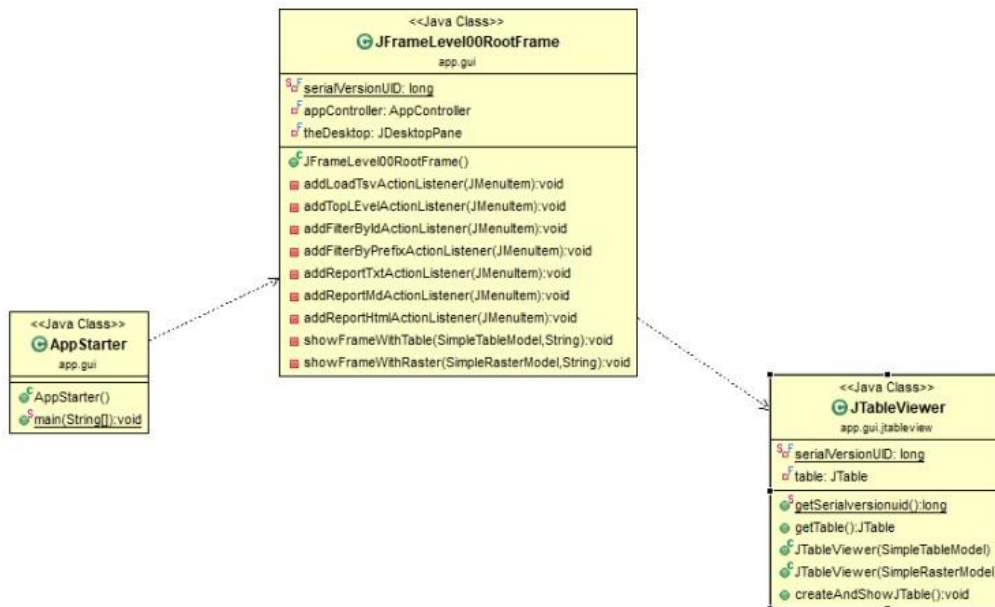 <<Java Class>>
JFrameLevel00RootFrame
app.gui
serialVersionUID: long
appController: AppController
theDesktop: JDesktopPane
JFrameLevel00RootFrame()
addLoadTsvActionListener(JMenuItem):void
addTopLEvelActionListener(JMenuItem):void
addFilterByIdActionListener(JMenuItem):void
addFilterByPrefixActionListener(JMenuItem):void
addReportTxtActionListener(JMenuItem):void
addReportMdActionListener(JMenuItem):void
addReportHtmlActionListener(JMenuItem):void
showFrameWithTable(SimpleTableModel,String):void
showFrameWithRaster(SimpleRasterModel,String):void
<<Java Class>>
AppStarter
app.gui
AppStarter()
main(String[]):void
<<Java Class>>
JTableViewer
app.gui.jtableview
serialVersionUID: long
table: JTable
getSerialversionuid():long
getTable():JTable
JTableViewer(SimpleTableModel)
JTableViewer(SimpleRasterModel
createAndShowJTable():void